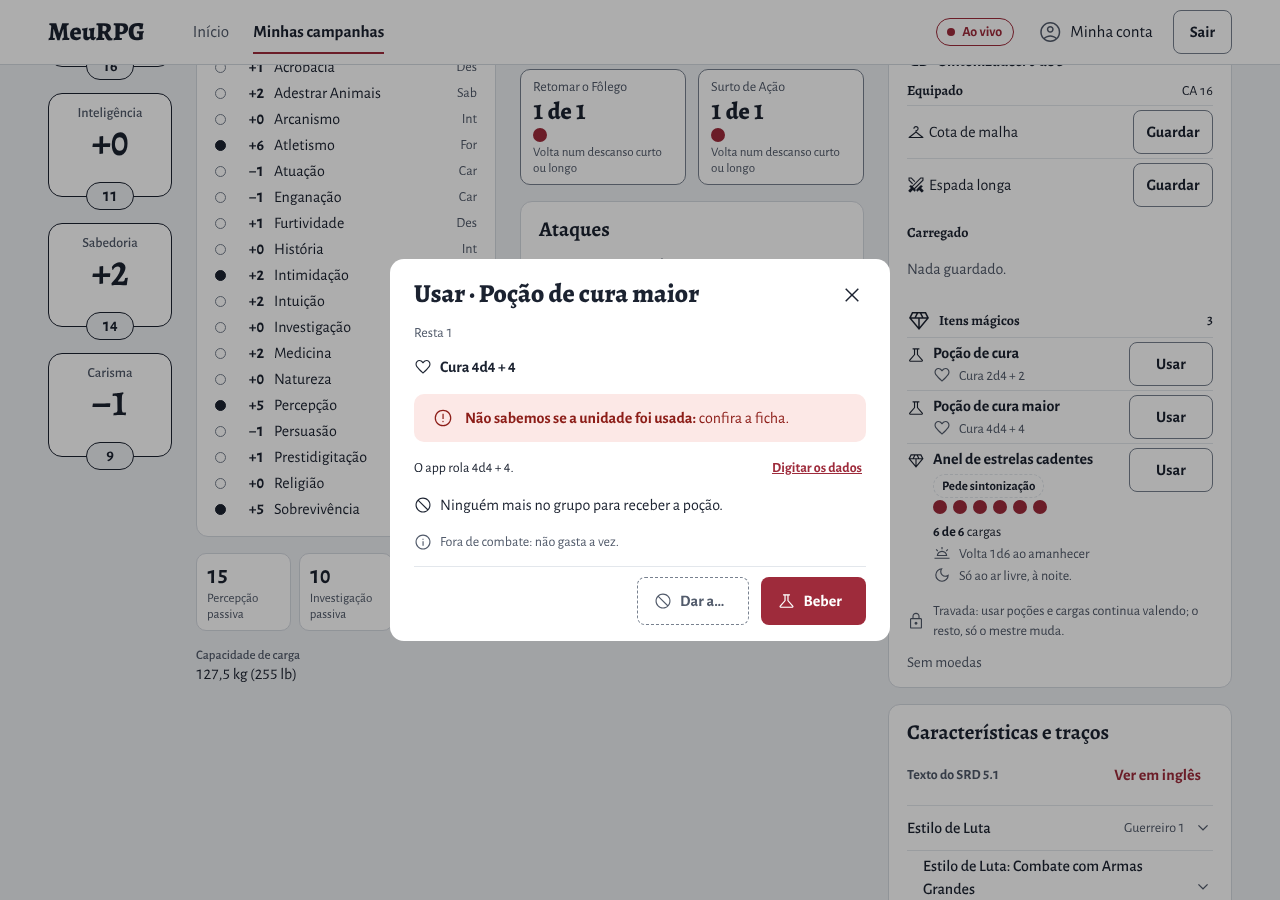 MeuRPG
Início
Minhas campanhas
Ao vivo
Minha conta
Sair
16
Inteligência
+0
11
Sabedoria
+2
14
Carisma
−1
9
+1 Acrobacia Des
+2 Adestrar Animais Sab
+0 Arcanismo Int
+6 Atletismo For
−1 Atuação Car
−1 Enganação Car
+1 Furtividade Des
+0 História Int
+2 Intimidação
+2 Intuição
+0 Investigação
+2 Medicina
+0 Natureza
+5 Percepção
−1 Persuasão
+1 Prestidigitação
+0 Religião
+5 Sobrevivência
15
Percepção
passiva
10
Investigação
passiva
Capacidade de carga
127,5 kg (255 lb)
Retomar o Fôlego
1 de 1
Volta num descanso curto
ou longo
Surto de Ação
1 de 1
Volta num descanso curto
ou longo
Ataques
Usar · Poção de cura maior
Resta 1
Cura 4d4 + 4
Não sabemos se a unidade foi usada: confira a ficha.
O app rola 4d4 + 4.
Digitar os dados
Ninguém mais no grupo para receber a poção.
Fora de combate: não gasta a vez.
Dar a…
Beber
Equipado CA 16
Cota de malha Guardar
Espada longa Guardar
Carregado
Nada guardado.
Itens mágicos 3
Poção de cura
Cura 2d4 + 2
Usar
Poção de cura maior
Cura 4d4 + 4
Usar
Anel de estrelas cadentes
Usar
Pede sintonização
6 de 6 cargas
Volta 1d6 ao amanhecer
Só ao ar livre, à noite.
Travada: usar poções e cargas continua valendo; o
resto, só o mestre muda.
Sem moedas
Características e traços
Texto do SRD 5.1
Ver em inglês
Estilo de Luta Guerreiro 1
Estilo de Luta: Combate com Armas
Grandes